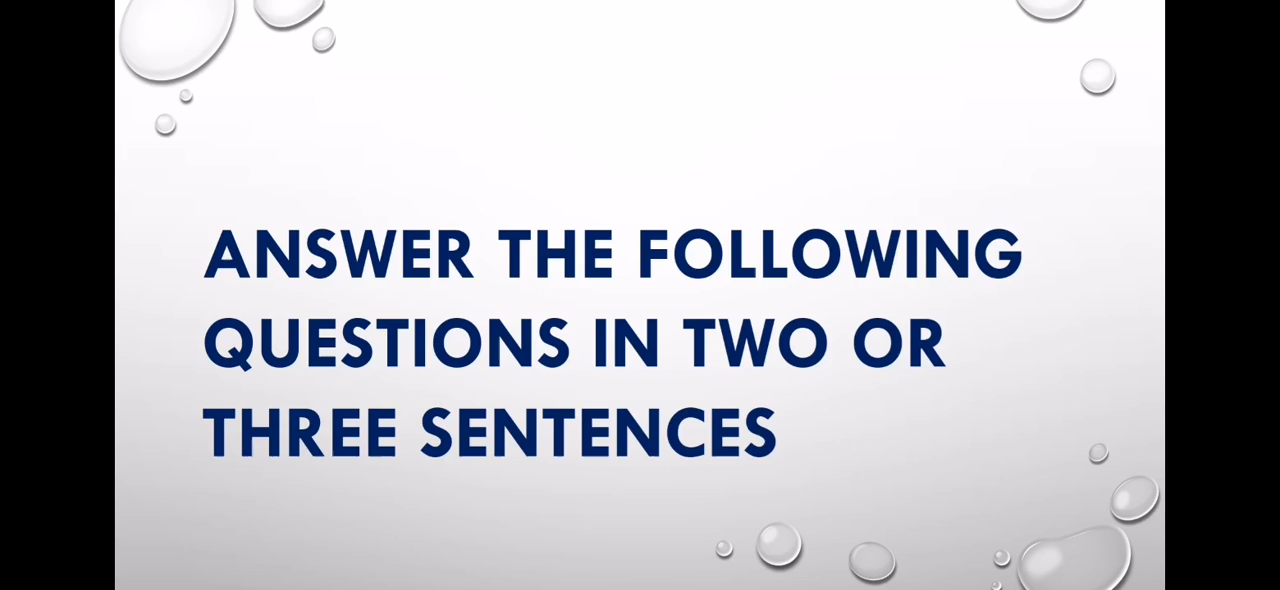 ANSWER THE FOLLOWING
QUESTIONS IN TWO OR
THREE SENTENCES